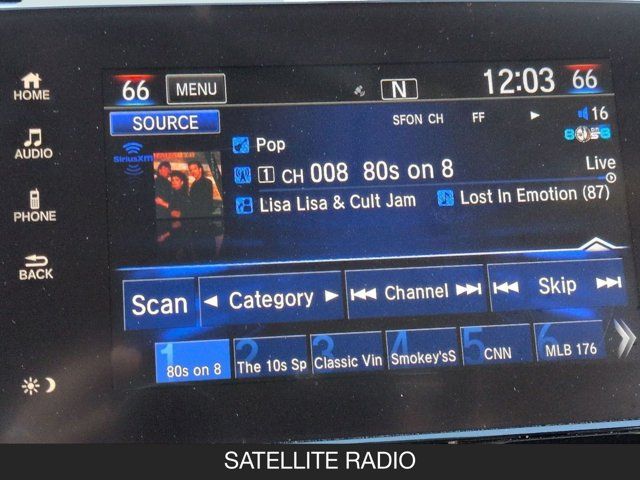 HOME
AUDIO
PHONE
BACK
66 MENU N 12:03 66
SOURCE SFON CH FF 16
SiriusXM Pop
1 CH 008 80s on 8 Live
Lisa Lisa & Cult Jam Lost In Emotion (87)
Scan Category Channel Skip
1 80s on 8
2 The 10s Sp
3 Classic Vin
4 Smokey'sS
5 CNN
6 MLB 176
SATELLITE RADIO